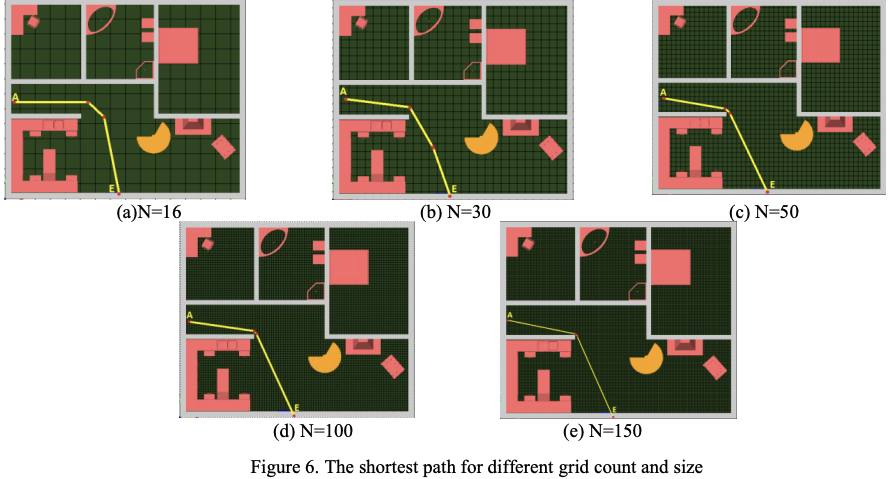 A
E
A
E
A
E
(a)N=16
(b) N=30
(c) N=50
A
E
A
E
(d) N=100
(e) N=150
Figure 6. The shortest path for different grid count and size